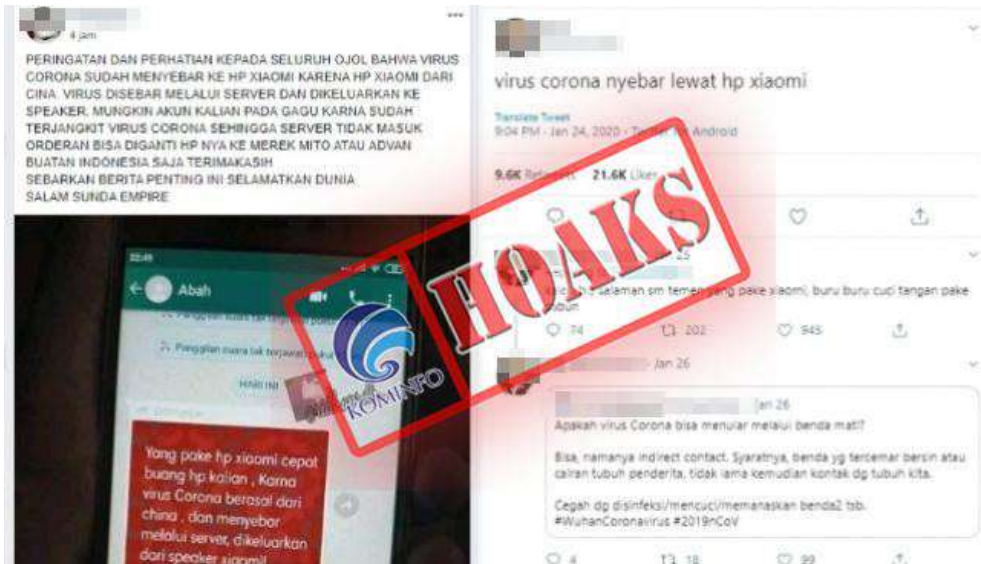 4 jam
PERINGATAN DAN PERHATIAN KEPADA SELURUH OJOL BAHWA VIRUS
CORONA SUDAH MENYEBAR KE HP XIAOMI KARENA HP XIAOMI DARI
CINA. VIRUS DISEBAR MELALUI SERVER DAN DIKELUARKAN KE
SPEAKER. MUNGKIN AKUN KALIAN PADA GAGU KARNA SUDAH
TERJANGKIT VIRUS CORONA SEHINGGA SERVER TIDAK MASUK
ORDERAN BISA DIGANTI HP NYA KE MEREK MITO ATAU ADVAN
BUATAN INDONESIA SAJA TERIMAKASIH
SEBARKAN BERITA PENTING INI SELAMATKAN DUNIA
SALAM SUNDA EMPIRE
22:49
Abah
Panggilan suara tak terjawab pukul
HARI INI
Yang pake hp xiaomi cepat
buang hp kalian , Karna
virus Corona berasal dari
china , dan menyebar
melalui server, dikeluarkan
dari speaker xiaomi!
HOAKS
KOMINFO
virus corona nyebar lewat hp xiaomi
Translate Tweet
9:04 PM · Jan 24, 2020 · for Android
9.6K 21.6K Likes
25
salaman sm temen yang pake xiaomi, buru buru cuci tangan pake
74 202 945
Jan 26
Jan 26
Apakah virus Corona bisa menular melalui benda mati?
Bisa, namanya indirect contact. Syaratnya, benda yg tercemar bersin atau
cairan tubuh penderita, tidak lama kemudian kontak dg tubuh kita.
Cegah dg disinfeksi/mencuci/memanaskan benda2 tsb.
#WuhanCoronavirus #2019nCoV
4 18 99